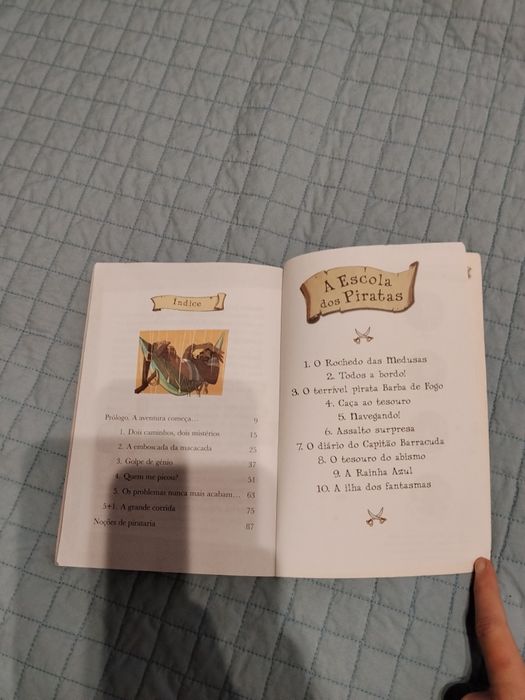 Índice
Prólogo. A aventura começa... 9
1. Dois caminhos, dois mistérios 15
2. A emboscada da macacada 25
3. Golpe de génio 37
4. Quem me picou? 51
5. Os problemas nunca mais acabam... 63
5+1. A grande corrida 75
Noções de pirataria 87
A Escola
dos Piratas
1. O Rochedo das Medusas
2. Todos a bordo!
3. O terrível pirata Barba de Fogo
4. Caça ao tesouro
5. Navegando!
6. Assalto surpresa
7. O diário do Capitão Barracuda
8. O tesouro do abismo
9. A Rainha Azul
10. A ilha dos fantasmas